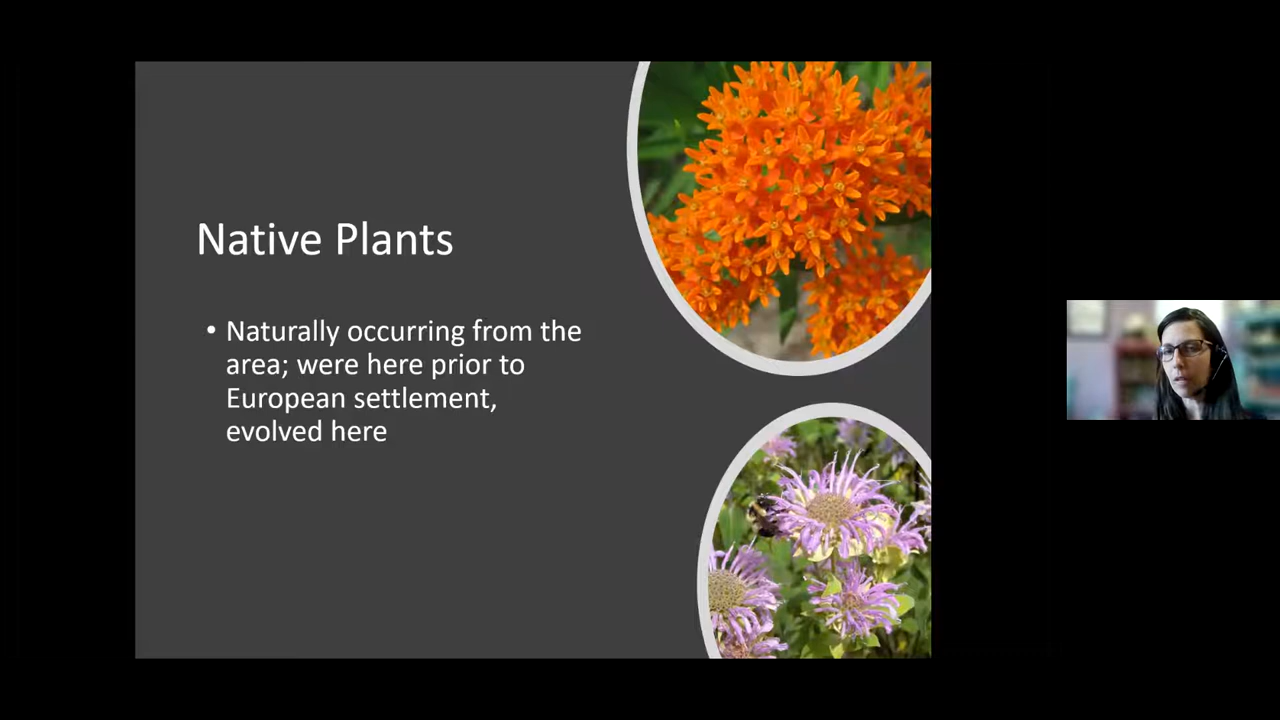 Native Plants
• Naturally occurring from the
area; were here prior to
European settlement,
evolved here